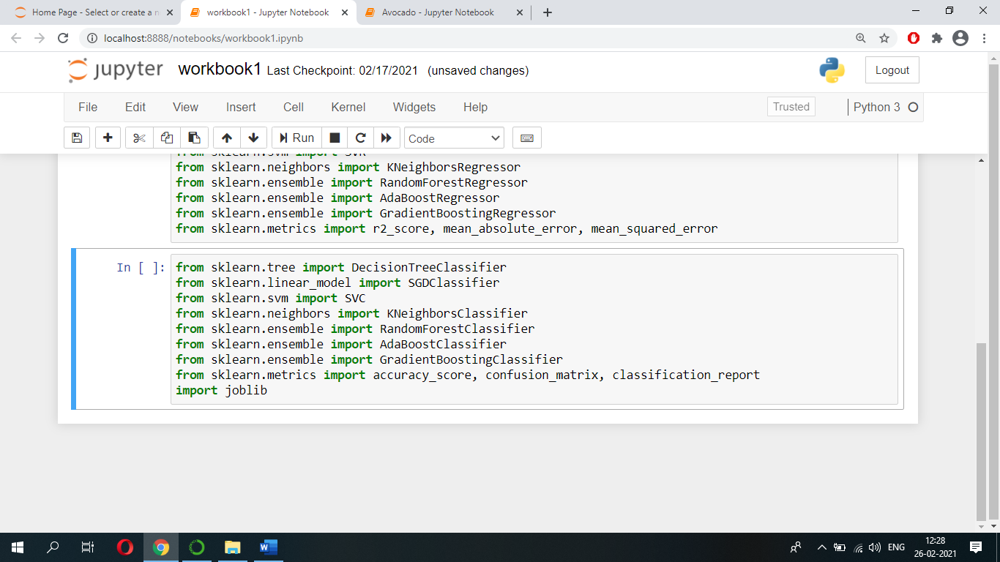 Home Page - Select or create a n
workbook1 - Jupyter Notebook
Avocado - Jupyter Notebook
localhost:8888/notebooks/workbook1.ipynb
jupyter workbook1 Last Checkpoint: 02/17/2021 (unsaved changes)
Logout
File Edit View Insert Cell Kernel Widgets Help
Trusted
Python 3
Run
Code
from sklearn.svm import SVR
from sklearn.neighbors import KNeighborsRegressor
from sklearn.ensemble import RandomForestRegressor
from sklearn.ensemble import AdaBoostRegressor
from sklearn.ensemble import GradientBoostingRegressor
from sklearn.metrics import r2_score, mean_absolute_error, mean_squared_error
In [ ]: from sklearn.tree import DecisionTreeClassifier
from sklearn.linear_model import SGDClassifier
from sklearn.svm import SVC
from sklearn.neighbors import KNeighborsClassifier
from sklearn.ensemble import RandomForestClassifier
from sklearn.ensemble import AdaBoostClassifier
from sklearn.ensemble import GradientBoostingClassifier
from sklearn.metrics import accuracy_score, confusion_matrix, classification_report
import joblib
ENG
12:28
26-02-2021